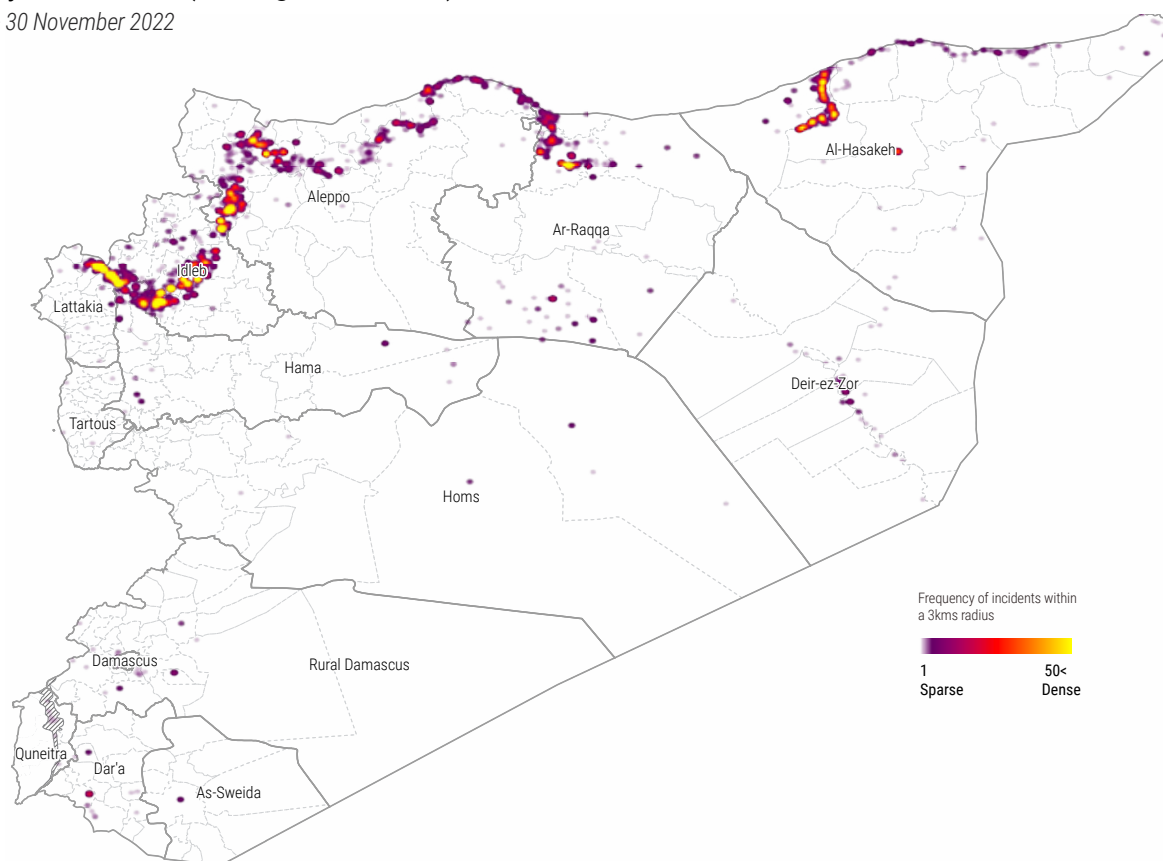 30 November 2022
Al-Hasakeh
Aleppo
Ar-Raqqa
Idleb
Lattakia
Hama
Deir-ez-Zor
Tartous
Homs
Frequency of incidents within
a 3kms radius
1
50<
Sparse
Dense
Damascus
Rural Damascus
Quneitra
Dar'a
As-Sweida